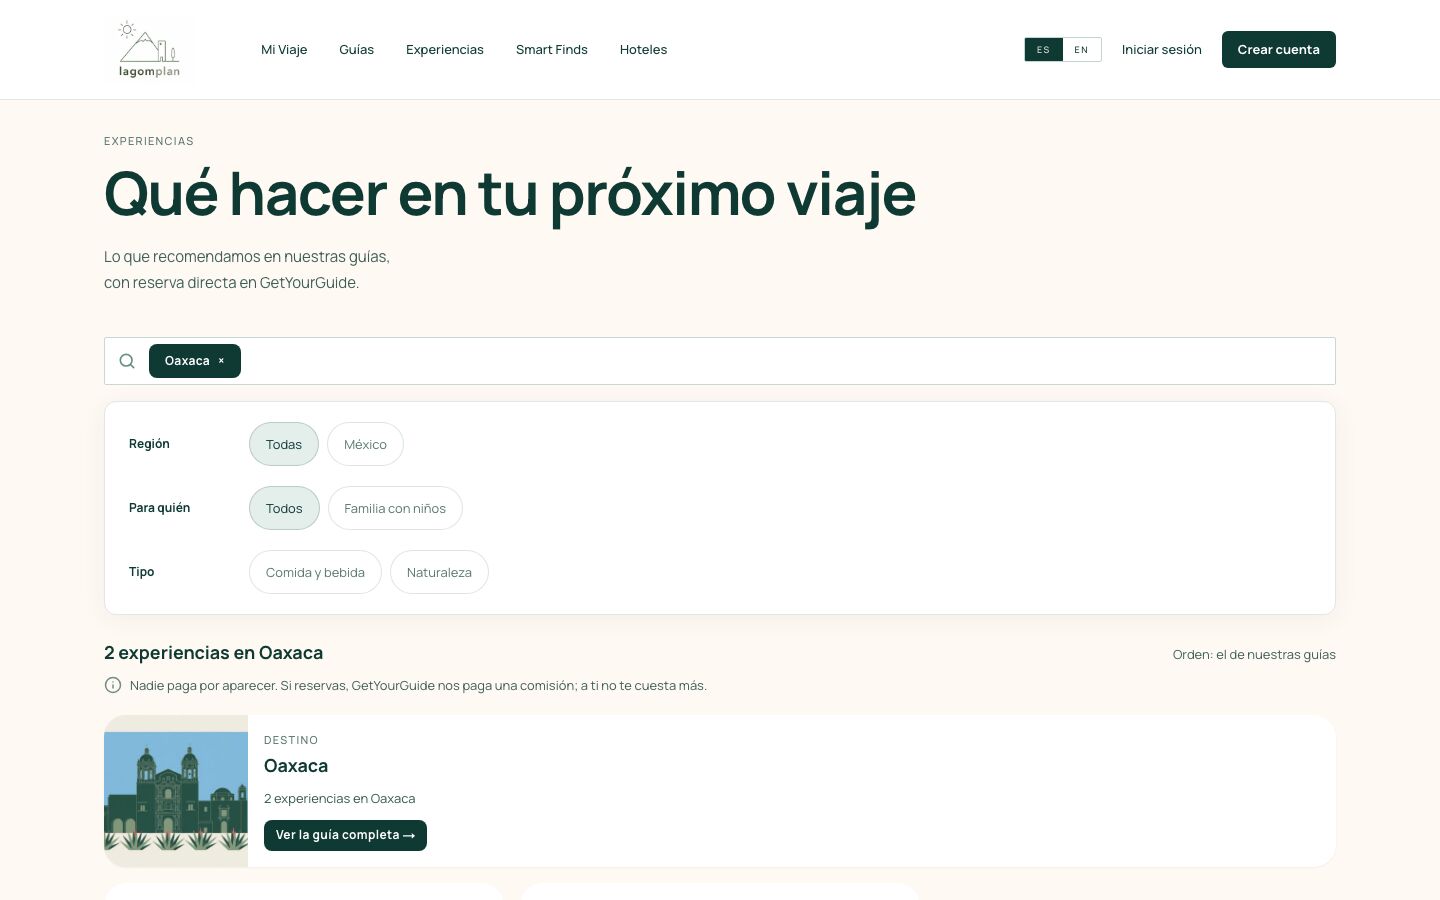 lagomplan
Mi Viaje
Guías
Experiencias
Smart Finds
Hoteles
ES
EN
Iniciar sesión
Crear cuenta
EXPERIENCIAS
Qué hacer en tu próximo viaje
Lo que recomendamos en nuestras guías,
con reserva directa en GetYourGuide.
Oaxaca ×
Región
Todas
México
Para quién
Todos
Familia con niños
Tipo
Comida y bebida
Naturaleza
2 experiencias en Oaxaca
Orden: el de nuestras guías
Nadie paga por aparecer. Si reservas, GetYourGuide nos paga una comisión; a ti no te cuesta más.
DESTINO
Oaxaca
2 experiencias en Oaxaca
Ver la guía completa →